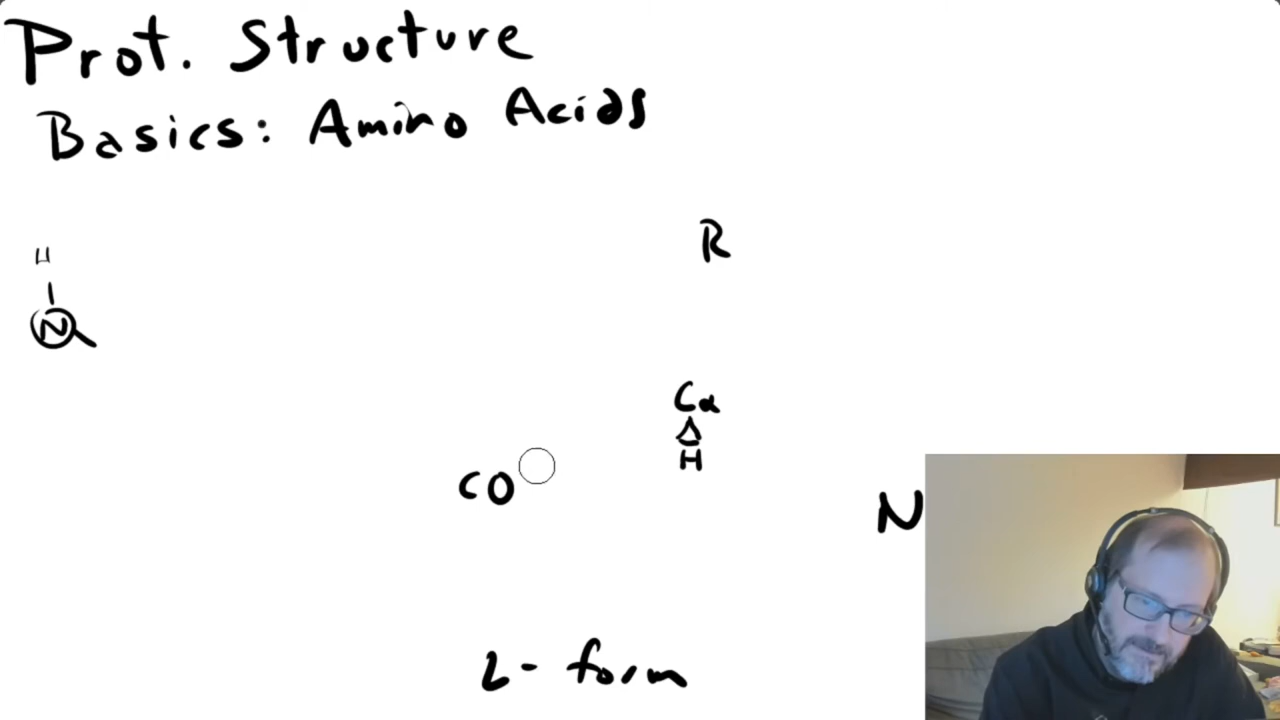 Prot. Structure
Basics: Amino Acids
H
R
N
Cα
H
CO
N
L- form